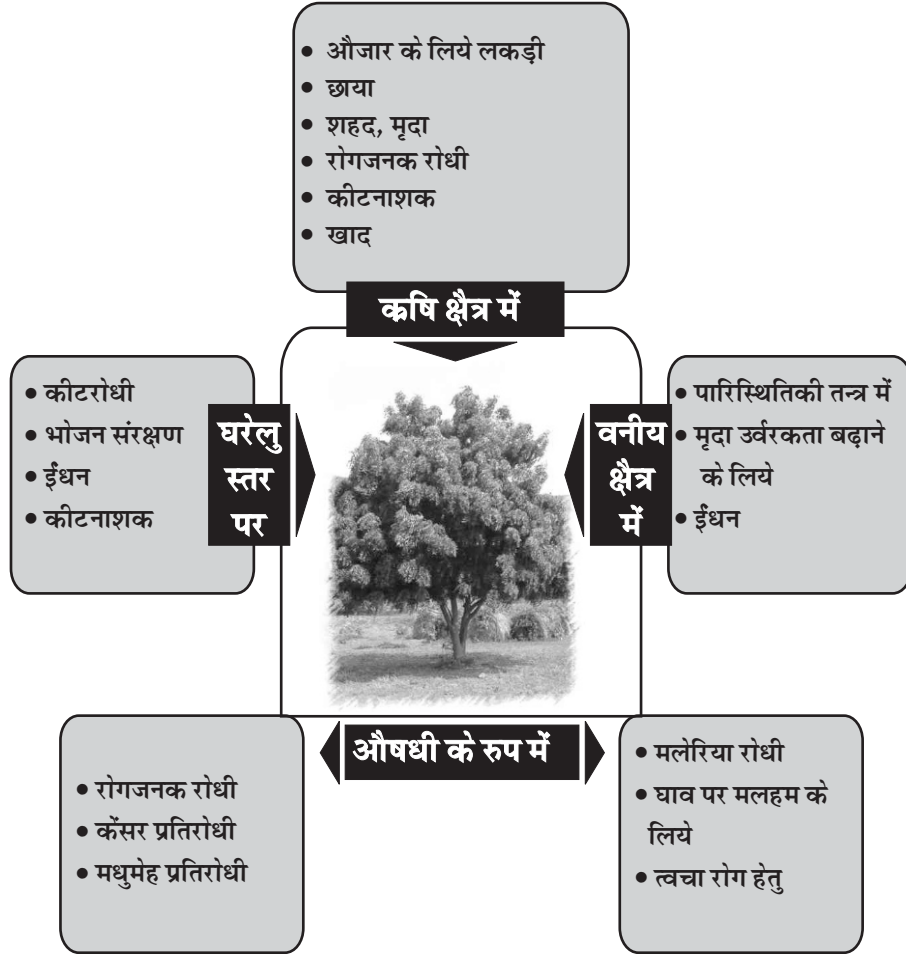 • औजार के लिये लकड़ी
• छाया
• शहद, मृदा
• रोगजनक रोधी
• कीटनाशक
• खाद
कृषि क्षैत्र में
• कीटरोधी
• भोजन संरक्षण
• ईंधन
• कीटनाशक
घरेलु
स्तर
पर
वनीय
क्षैत्र
में
• पारिस्थितिकी तन्त्र में
• मृदा उर्वरकता बढ़ाने
के लिये
• ईंधन
औषधी के रुप में
• रोगजनक रोधी
• केंसर प्रतिरोधी
• मधुमेह प्रतिरोधी
• मलेरिया रोधी
• घाव पर मलहम के
लिये
• त्वचा रोग हेतु